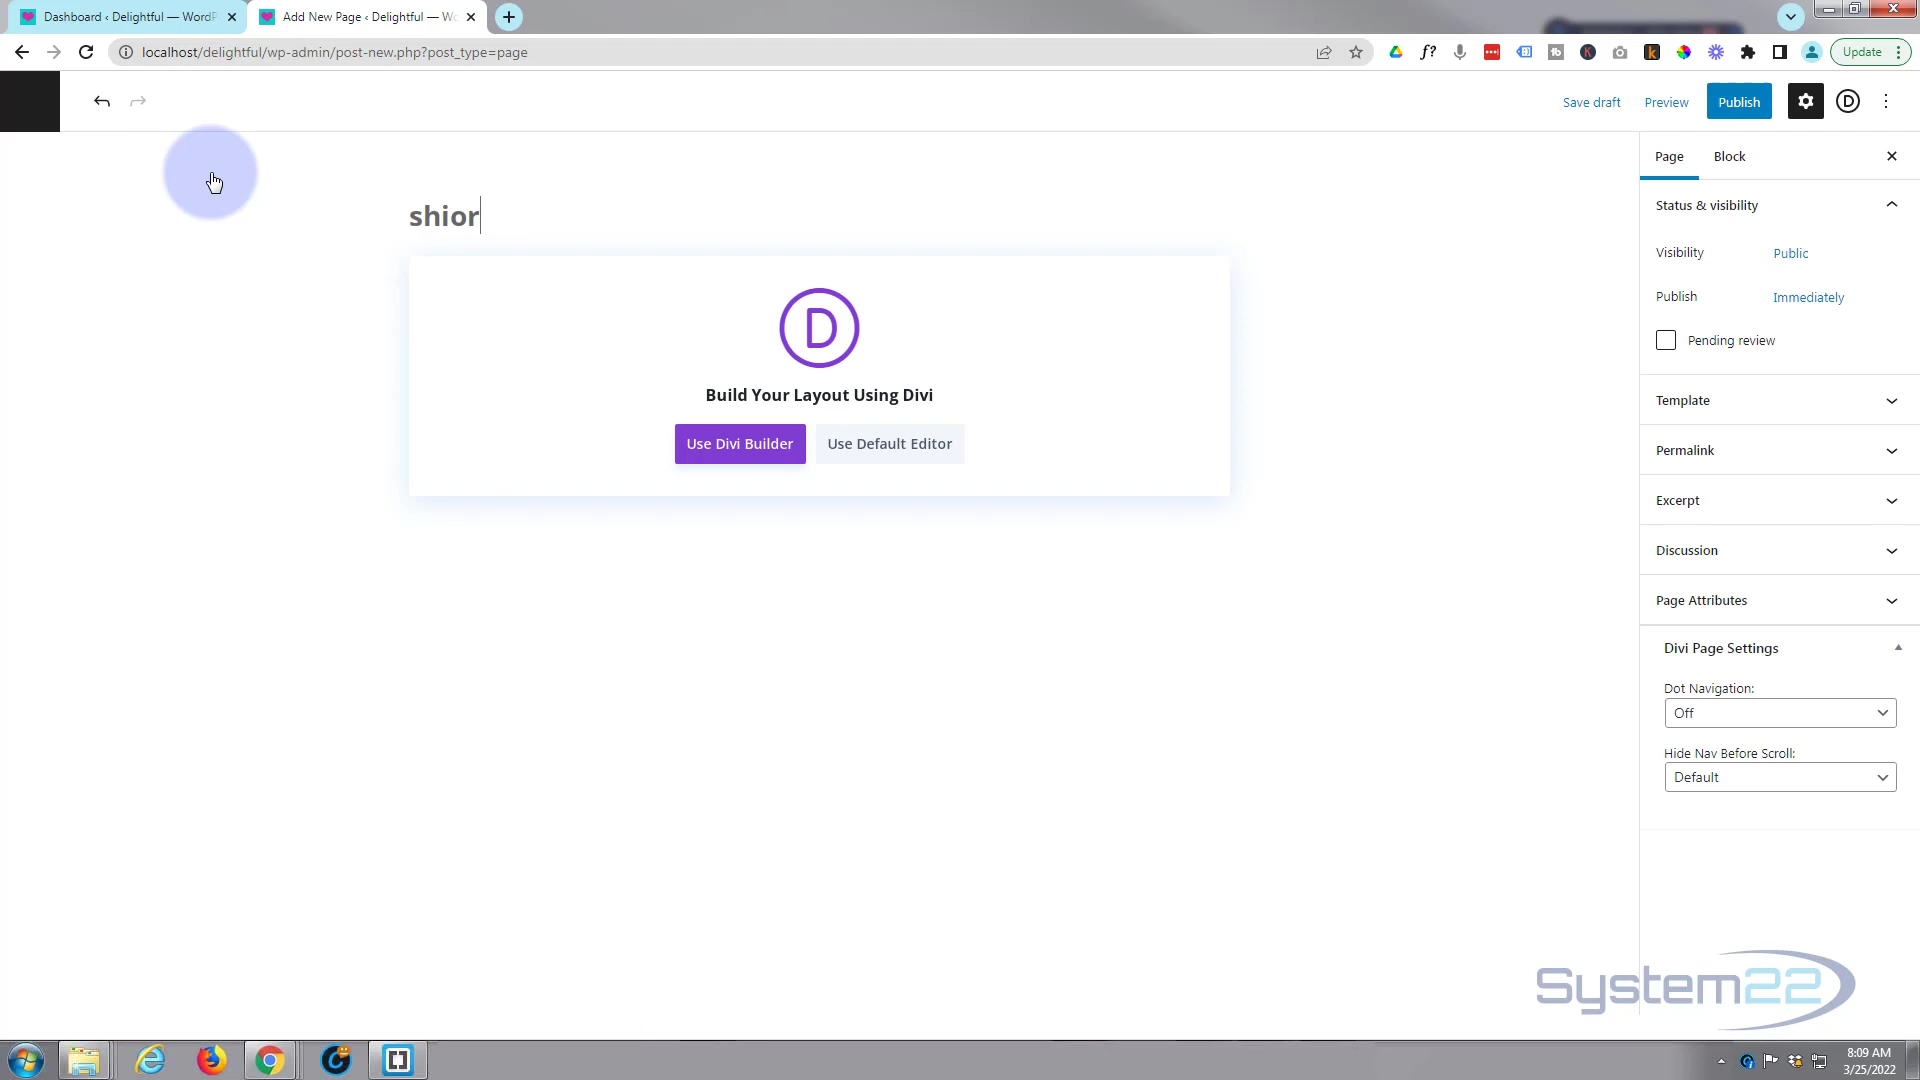 Dashboard ‹ Delightful — WordP
Add New Page ‹ Delightful — Wo
localhost/delightful/wp-admin/post-new.php?post_type=page
Update
Save draft
Preview
Publish
shior
D
Build Your Layout Using Divi
Use Divi Builder
Use Default Editor
Page
Block
Status & visibility
Visibility
Public
Publish
Immediately
Pending review
Template
Permalink
Excerpt
Discussion
Page Attributes
Divi Page Settings
Dot Navigation:
Off
Hide Nav Before Scroll:
Default
System22
8:09 AM
3/25/2022